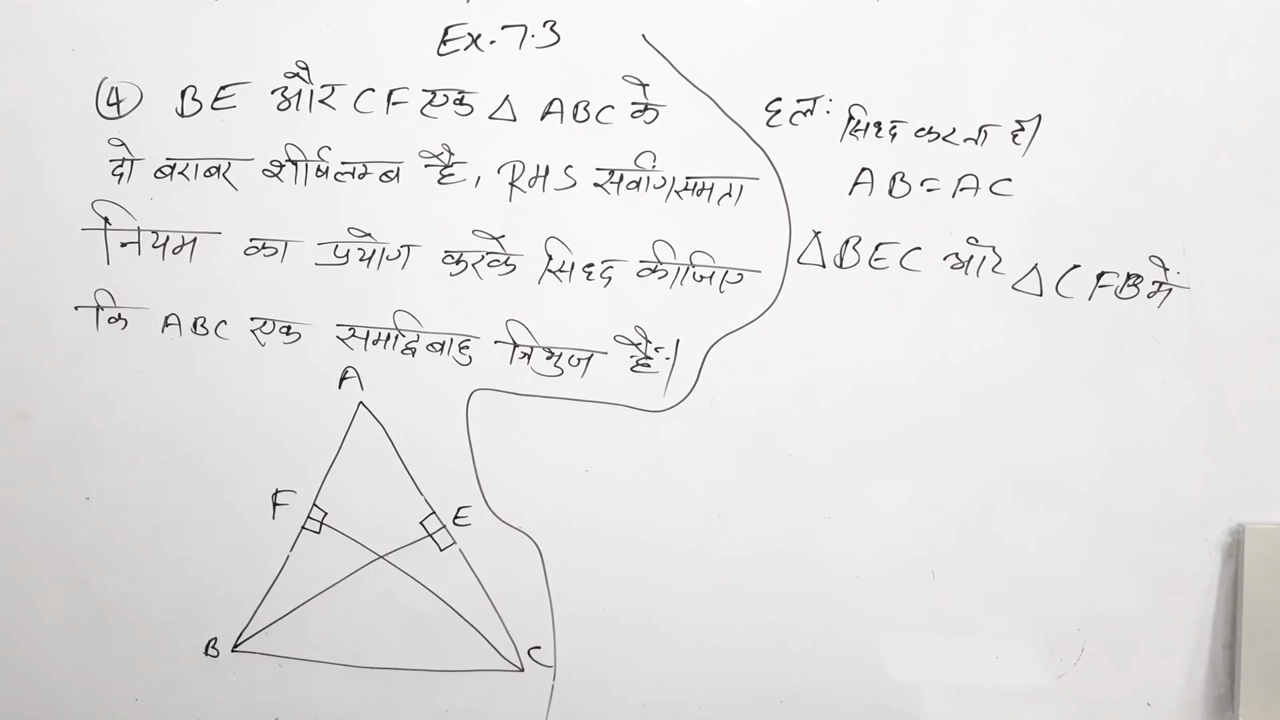 Ex. 7.3
④ BE और CF एक △ ABC के
दो बराबर शीर्षलम्ब है, RHS सर्वांगसमता
नियम का प्रयोग करके सिध्द कीजिए
कि ABC एक समद्विबाहु त्रिभुज हैं।
A
F
E
B
C
हल: सिध्द करना है।
AB = AC
△BEC और △CFB में